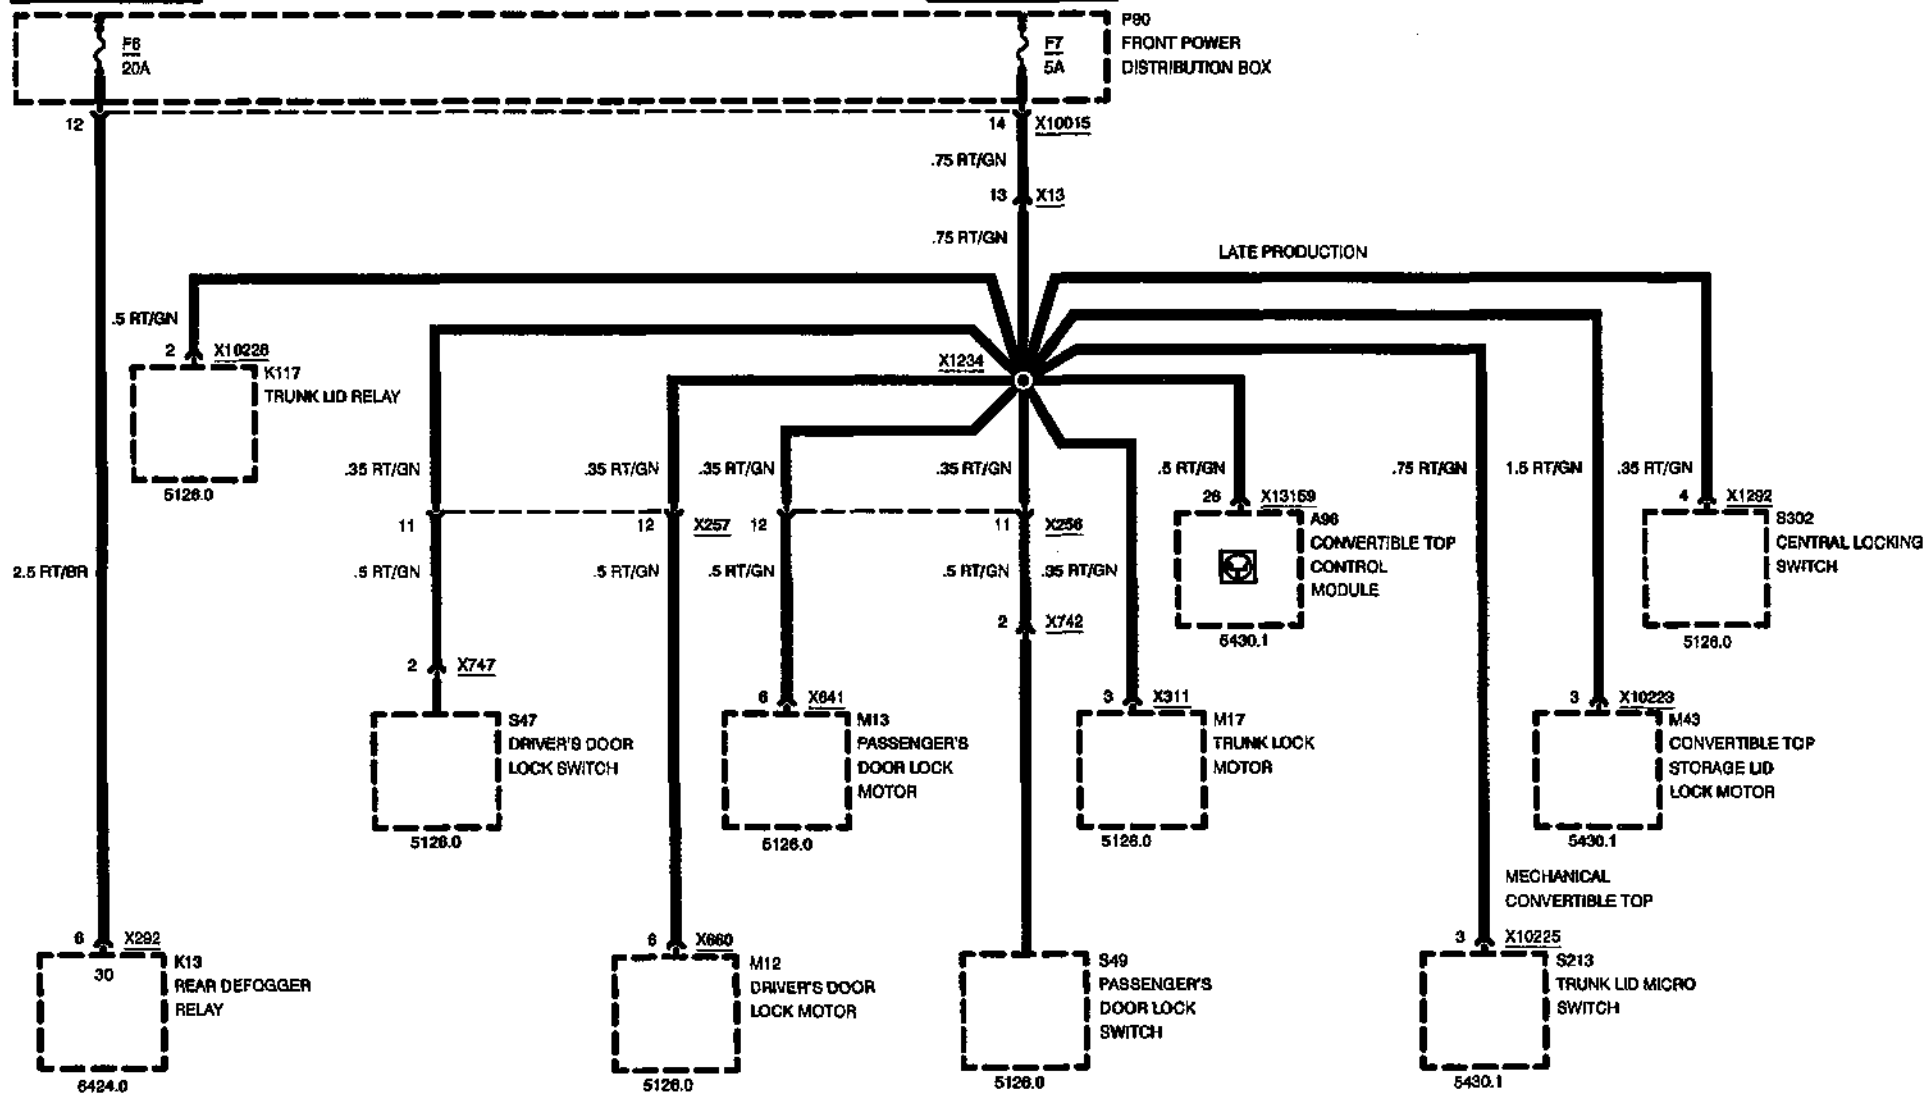 P90
F6
F7
FRONT POWER
20A
5A
DISTRIBUTION BOX
12
14 X10015
.75 RT/GN
13 X13
.75 RT/GN
LATE PRODUCTION
.5 RT/GN
2 X10226
X1234
K117
TRUNK LID RELAY
.35 RT/GN
.35 RT/GN
.35 RT/GN
.35 RT/GN
.5 RT/GN
.75 RT/GN
1.5 RT/GN
.35 RT/GN
5126.0
26 X13159
4 X1292
11
12 X257
12
11 X256
A96
CONVERTIBLE TOP
CONTROL
MODULE
S302
CENTRAL LOCKING
SWITCH
2.5 RT/BR
.5 RT/GN
.5 RT/GN
.5 RT/GN
.5 RT/GN
.35 RT/GN
2 X742
5430.1
5126.0
2 X747
6 X641
3 X311
3 X10223
S47
DRIVER'S DOOR
LOCK SWITCH
M13
PASSENGER'S
DOOR LOCK
MOTOR
M17
TRUNK LOCK
MOTOR
M43
CONVERTIBLE TOP
STORAGE LID
LOCK MOTOR
5126.0
5126.0
5126.0
5430.1
MECHANICAL
CONVERTIBLE TOP
6 X292
6 X660
3 X10225
30
K13
REAR DEFOGGER
RELAY
M12
DRIVER'S DOOR
LOCK MOTOR
S49
PASSENGER'S
DOOR LOCK
SWITCH
S213
TRUNK LID MICRO
SWITCH
6424.0
5126.0
5126.0
5430.1